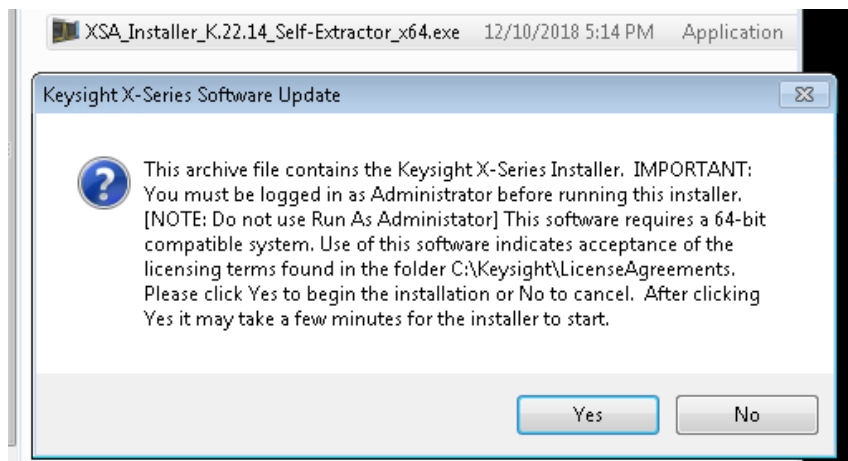 XSA_Installer_K.22.14_Self-Extractor_x64.exe 12/10/2018 5:14 PM Application
Keysight X-Series Software Update
This archive file contains the Keysight X-Series Installer. IMPORTANT:
You must be logged in as Administrator before running this installer.
[NOTE: Do not use Run As Administator] This software requires a 64-bit
compatible system. Use of this software indicates acceptance of the
licensing terms found in the folder C:\Keysight\LicenseAgreements.
Please click Yes to begin the installation or No to cancel. After clicking
Yes it may take a few minutes for the installer to start.
Yes No